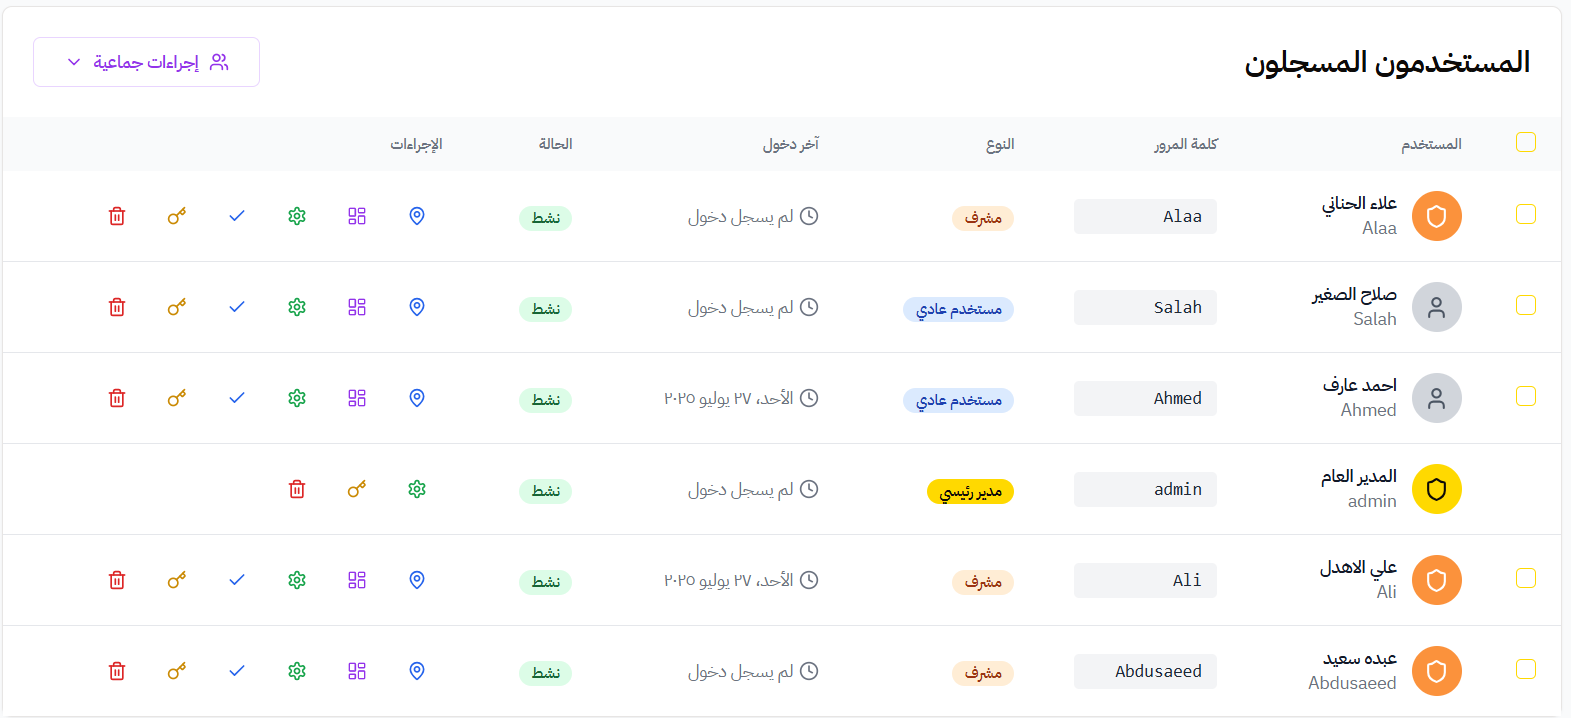 المستخدمون المسجلون
إجراءات جماعية
المستخدم كلمة المرور النوع آخر دخول الحالة الإجراءات
علاء الحناني
Alaa
Alaa
مشرف
لم يسجل دخول
نشط
صلاح الصغير
Salah
Salah
مستخدم عادي
لم يسجل دخول
نشط
احمد عارف
Ahmed
Ahmed
مستخدم عادي
الأحد، ٢٧ يوليو ٢٠٢٥
نشط
المدير العام
admin
admin
مدير رئيسي
لم يسجل دخول
نشط
علي الاهدل
Ali
Ali
مشرف
الأحد، ٢٧ يوليو ٢٠٢٥
نشط
عبده سعيد
Abdusaeed
Abdusaeed
مشرف
لم يسجل دخول
نشط